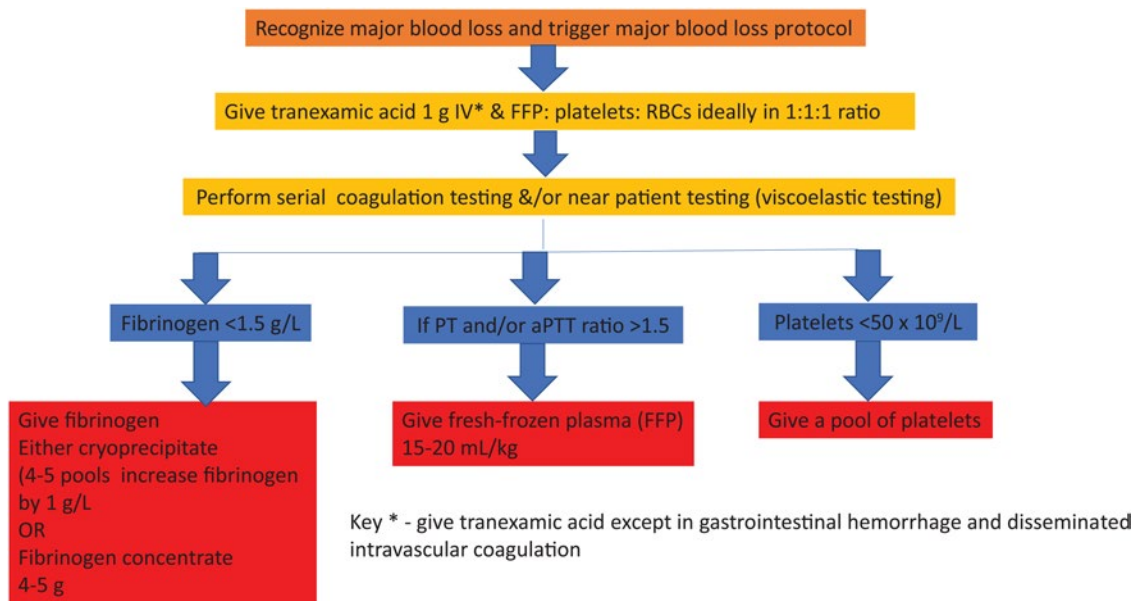 Recognize major blood loss and trigger major blood loss protocol
Give tranexamic acid 1 g IV* & FFP: platelets: RBCs ideally in 1:1:1 ratio
Perform serial coagulation testing &/or near patient testing (viscoelastic testing)
Fibrinogen <1.5 g/L
If PT and/or aPTT ratio >1.5
Platelets <50 x 10⁹/L
Give fibrinogen
Either cryoprecipitate
(4-5 pools increase fibrinogen
by 1 g/L
OR
Fibrinogen concentrate
4-5 g
Give fresh-frozen plasma (FFP)
15-20 mL/kg
Give a pool of platelets
Key * - give tranexamic acid except in gastrointestinal hemorrhage and disseminated
intravascular coagulation